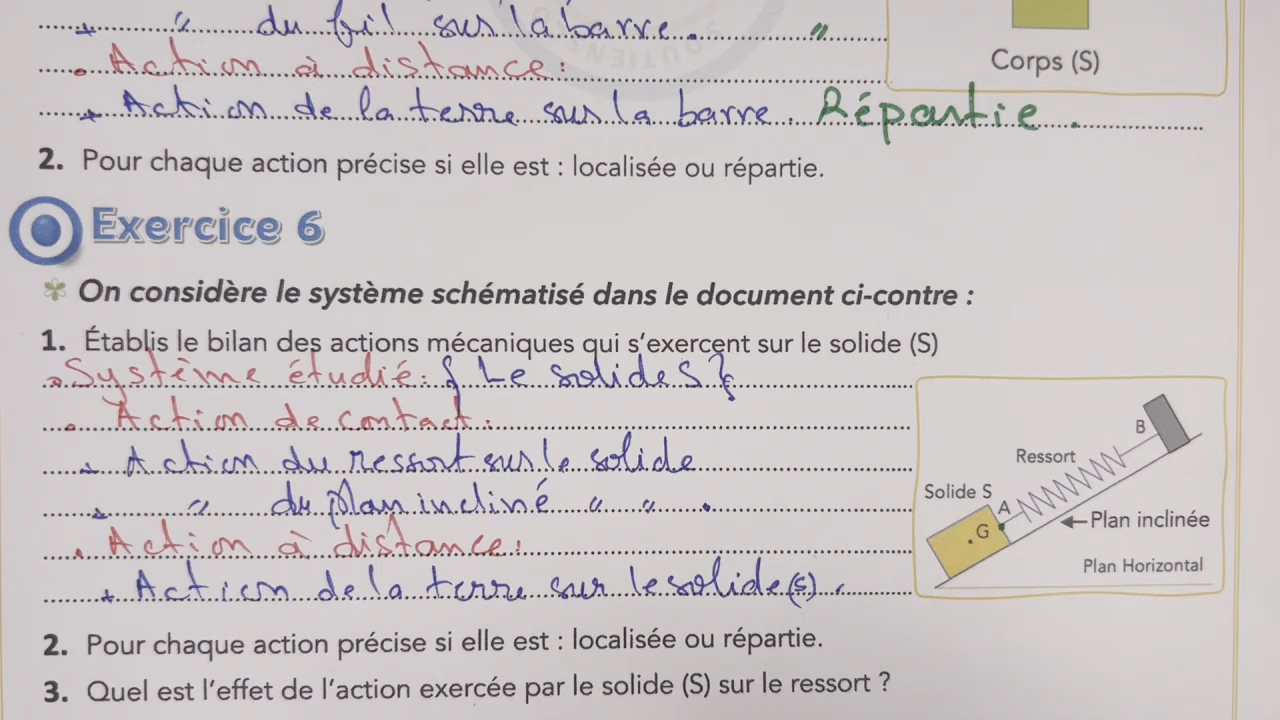 + " du fil sur la barre. "
• Action à distance:
+ Action de la terre sur la barre. Répartie.
Corps (S)
2. Pour chaque action précise si elle est : localisée ou répartie.
Exercice 6
On considère le système schématisé dans le document ci-contre :
1. Établis le bilan des actions mécaniques qui s'exercent sur le solide (S)
• Système étudié: { Le solide S }
• Action de contact:
+ Action du ressort sur le solide
+ " du plan incliné " " .
• Action à distance:
+ Action de la terre sur le solide (s).
B
Ressort
Solide S
A
G
Plan inclinée
Plan Horizontal
2. Pour chaque action précise si elle est : localisée ou répartie.
3. Quel est l'effet de l'action exercée par le solide (S) sur le ressort ?